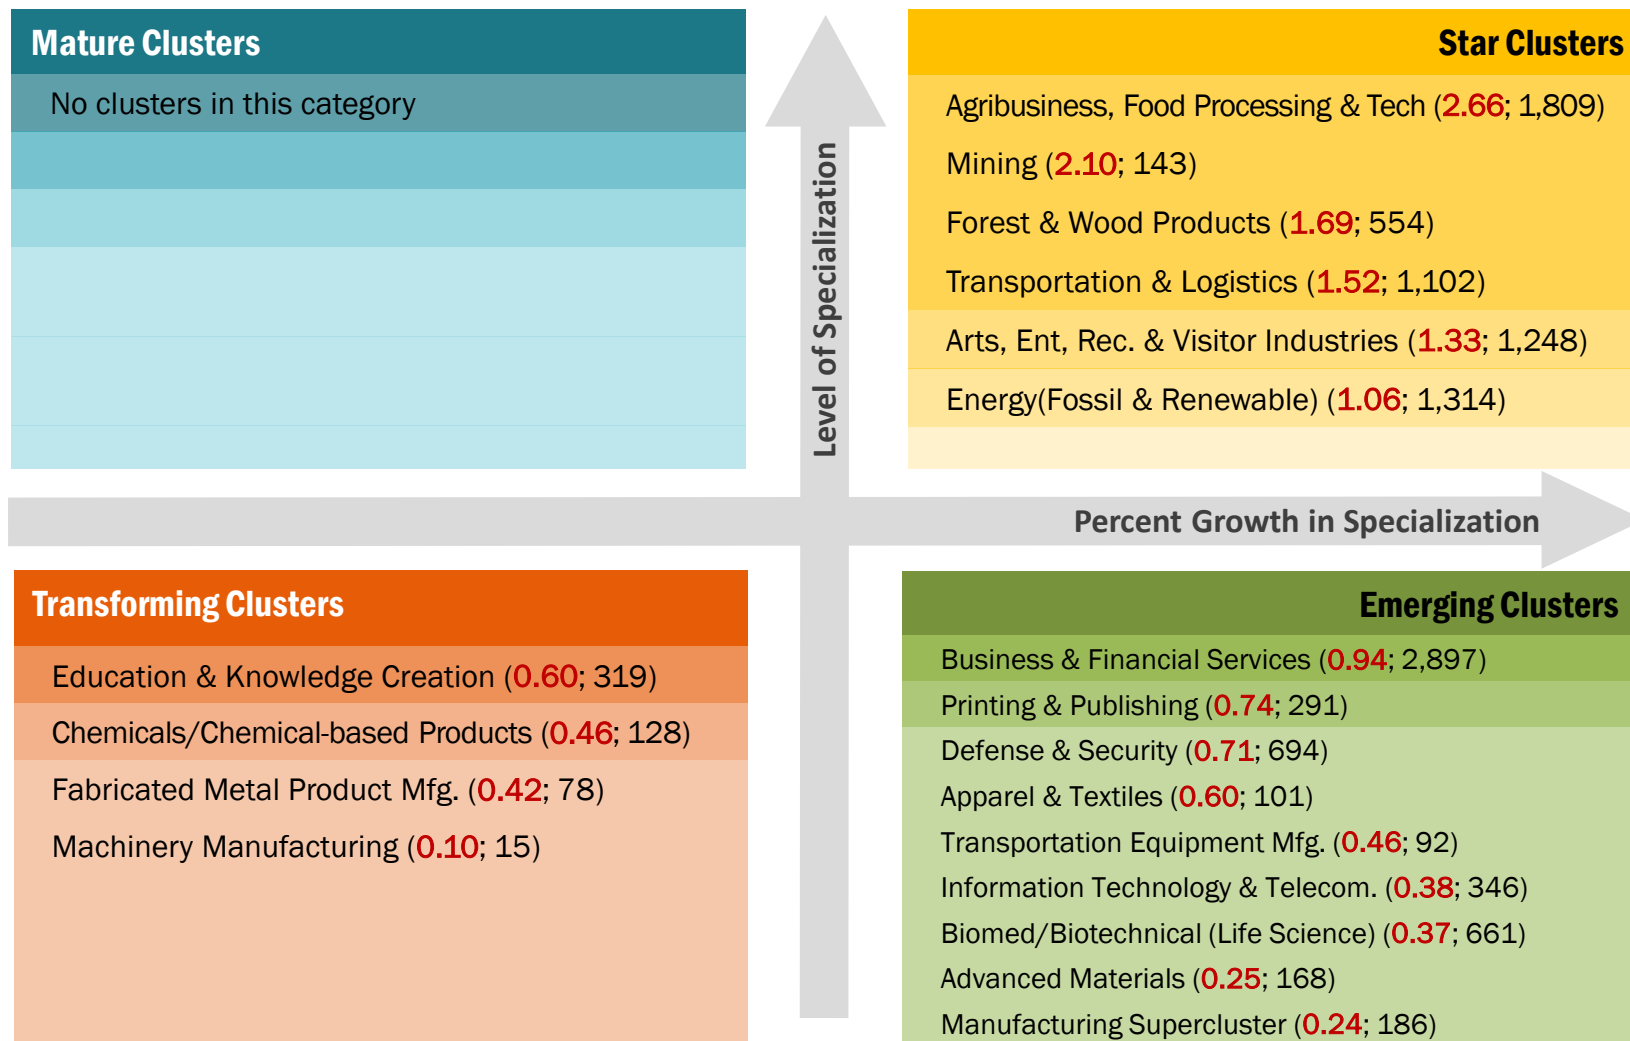 Mature Clusters
No clusters in this category
Star Clusters
Agribusiness, Food Processing & Tech (2.66; 1,809)
Mining (2.10; 143)
Forest & Wood Products (1.69; 554)
Transportation & Logistics (1.52; 1,102)
Arts, Ent, Rec. & Visitor Industries (1.33; 1,248)
Energy(Fossil & Renewable) (1.06; 1,314)
Level of Specialization
Percent Growth in Specialization
Transforming Clusters
Education & Knowledge Creation (0.60; 319)
Chemicals/Chemical-based Products (0.46; 128)
Fabricated Metal Product Mfg. (0.42; 78)
Machinery Manufacturing (0.10; 15)
Emerging Clusters
Business & Financial Services (0.94; 2,897)
Printing & Publishing (0.74; 291)
Defense & Security (0.71; 694)
Apparel & Textiles (0.60; 101)
Transportation Equipment Mfg. (0.46; 92)
Information Technology & Telecom. (0.38; 346)
Biomed/Biotechnical (Life Science) (0.37; 661)
Advanced Materials (0.25; 168)
Manufacturing Supercluster (0.24; 186)